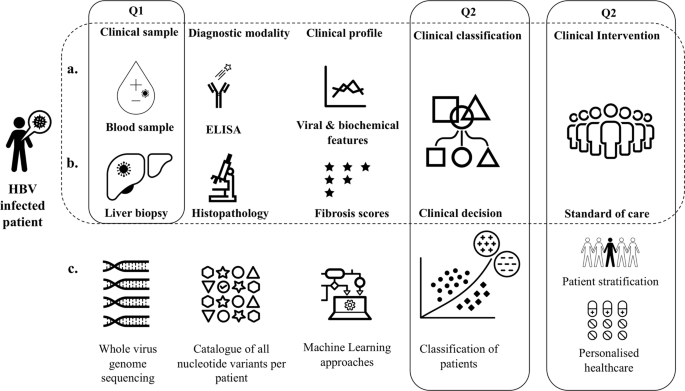 Q1
Q2
Q2
Clinical sample
Diagnostic modality
Clinical profile
Clinical classification
Clinical Intervention
a.
Blood sample
ELISA
Viral & biochemical
features
HBV
infected
patient
b.
Liver biopsy
Histopathology
Fibrosis scores
Clinical decision
Standard of care
c.
Whole virus
genome
sequencing
Catalogue of all
nucleotide variants per
patient
Machine Learning
approaches
Classification of
patients
Patient stratification
Personalised
healthcare